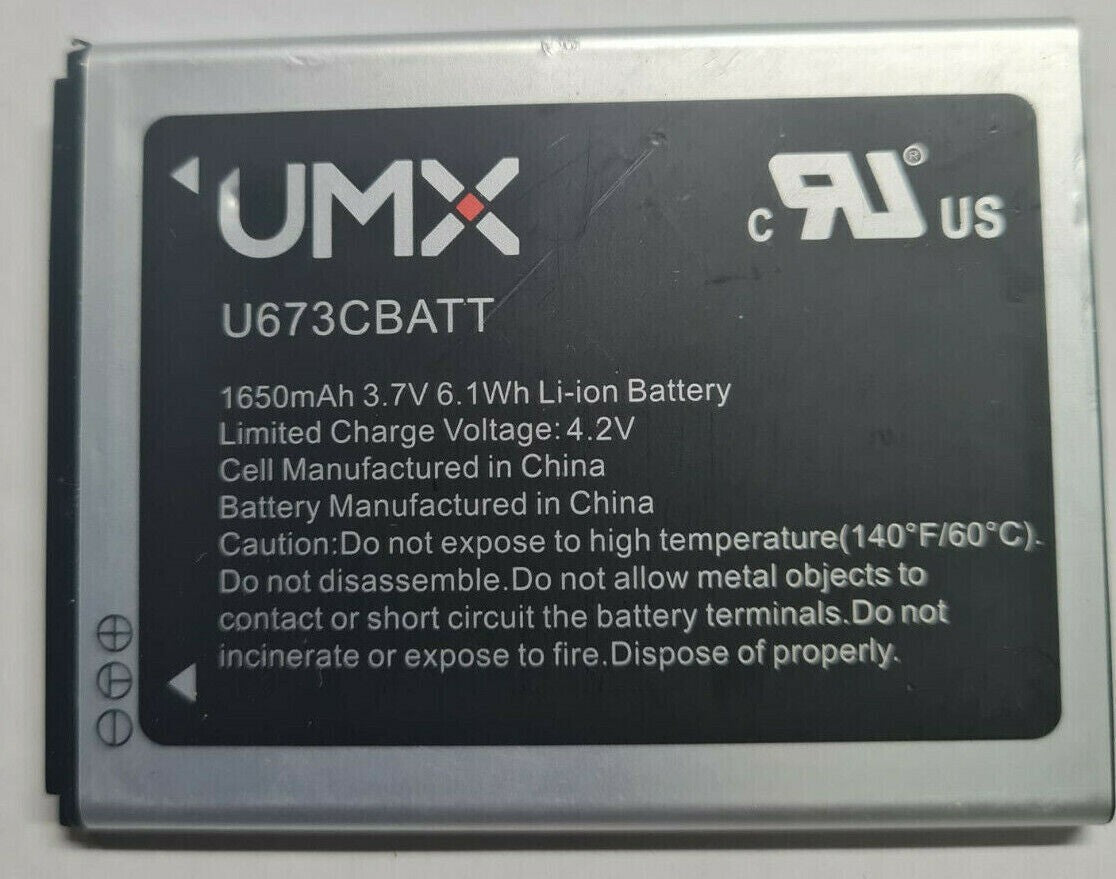 UMX
c RU® US
U673CBATT
1650mAh 3.7V 6.1Wh Li-ion Battery
Limited Charge Voltage: 4.2V
Cell Manufactured in China
Battery Manufactured in China
Caution:Do not expose to high temperature(140°F/60°C).
Do not disassemble.Do not allow metal objects to
contact or short circuit the battery terminals.Do not
incinerate or expose to fire.Dispose of properly.
+
T
-